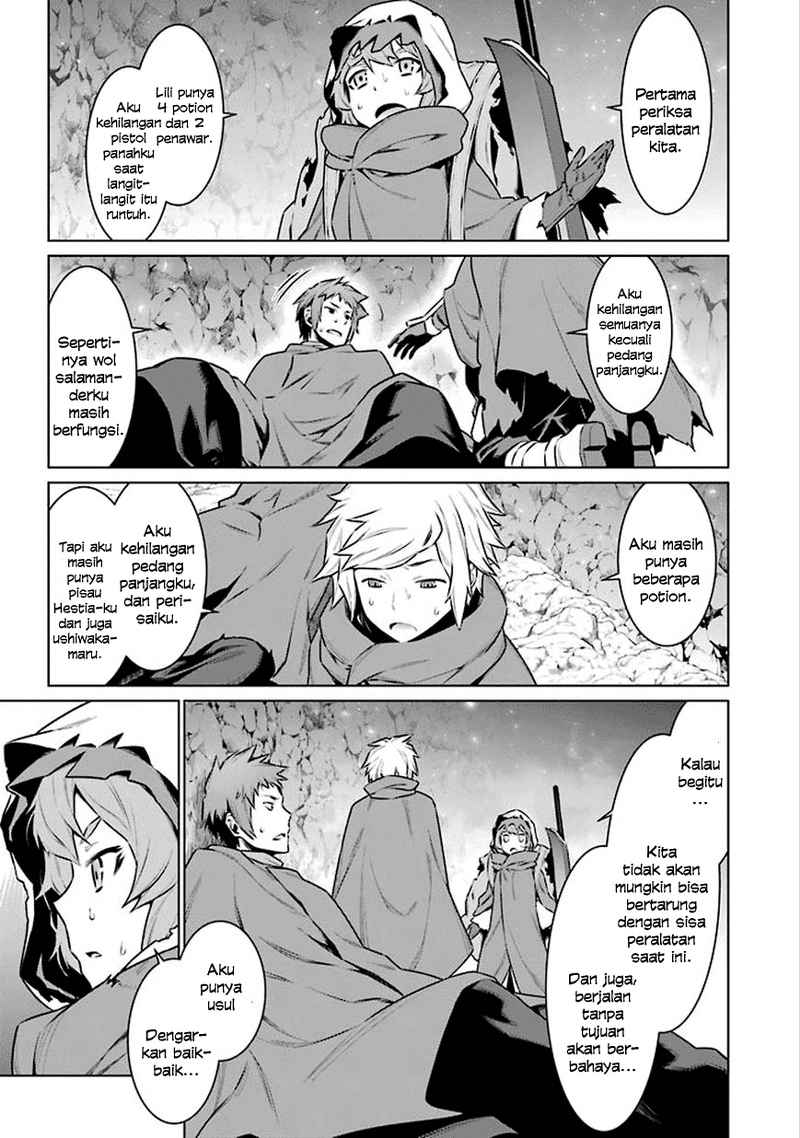 Pertama
periksa
peralatan
kita.
Lili punya
4 potion
dan 2
penawar.
Aku
kehilangan
pistol
panahku
saat
langit-
langit itu
runtuh.
Aku
kehilangan
semuanya
kecuali
pedang
panjangku.
Seperti-
nya wol
salaman-
derku
masih
berfungsi.
Aku masih
punya
beberapa
potion.
Aku
kehilangan
pedang
panjangku,
dan peri-
saiku.
Tapi aku
masih
punya
pisau
Hestia-ku
dan juga
ushiwaka-
maru.
Kalau
begitu
...
Kita
tidak akan
mungkin bisa
bertarung
dengan sisa
peralatan
saat ini.
Dan juga,
berjalan
tanpa
tujuan
akan ber-
bahaya...
Aku
punya
usul
Dengar-
kan baik-
baik...